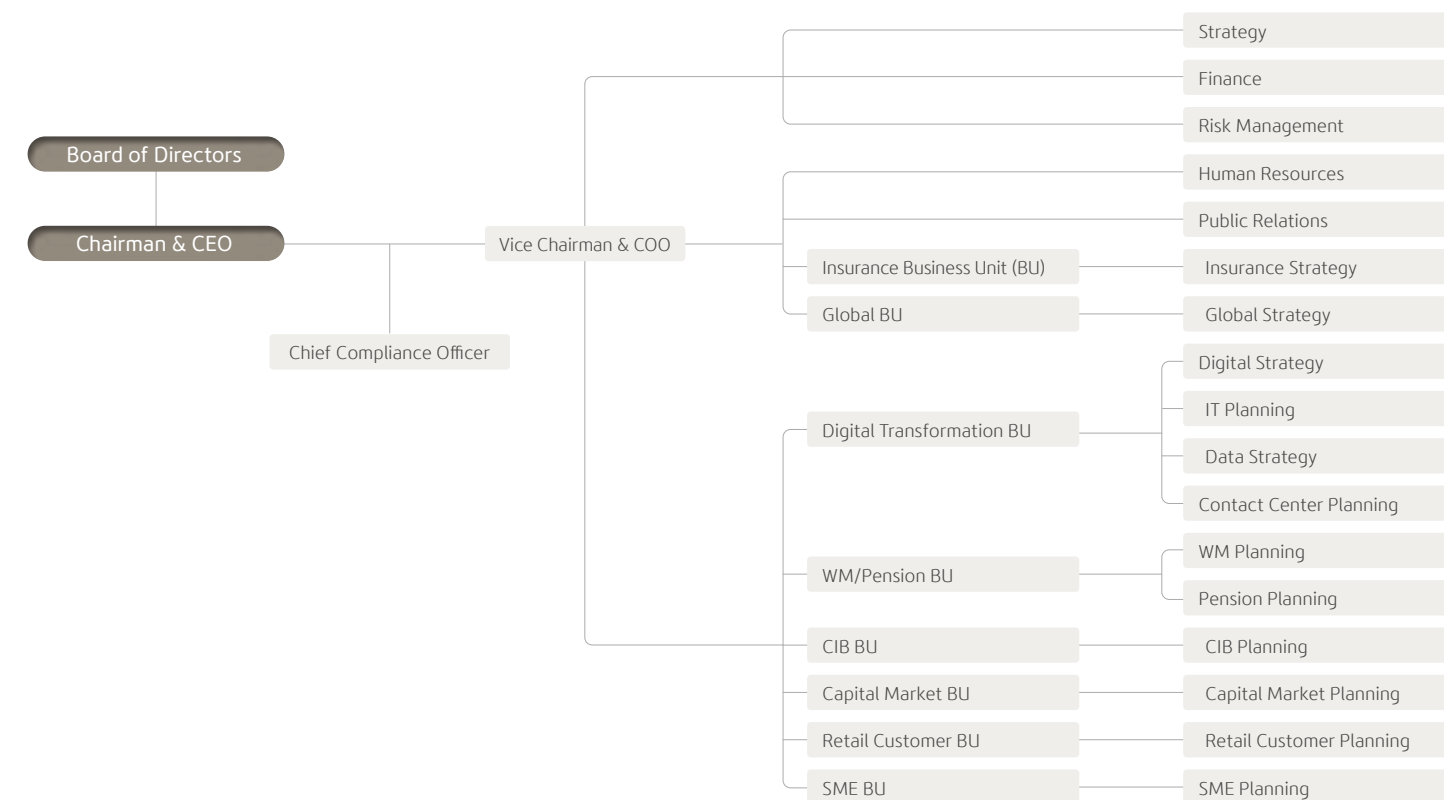 Board of Directors
Chairman & CEO
Chief Compliance Officer
Vice Chairman & COO
Strategy
Finance
Risk Management
Human Resources
Public Relations
Insurance Business Unit (BU)
Insurance Strategy
Global BU
Global Strategy
Digital Transformation BU
Digital Strategy
IT Planning
Data Strategy
Contact Center Planning
WM/Pension BU
WM Planning
Pension Planning
CIB BU
CIB Planning
Capital Market BU
Capital Market Planning
Retail Customer BU
Retail Customer Planning
SME BU
SME Planning